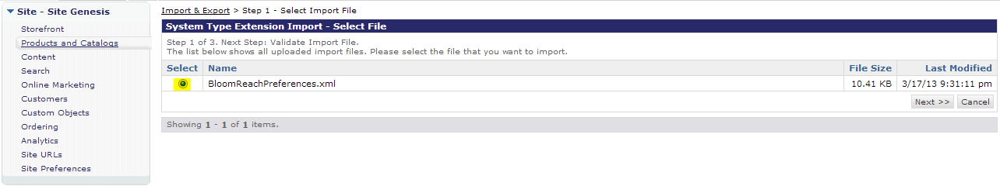 Site - Site Genesis
Storefront
Products and Catalogs
Content
Search
Online Marketing
Customers
Custom Objects
Ordering
Analytics
Site URLs
Site Preferences
Import & Export > Step 1 - Select Import File
System Type Extension Import - Select File
Step 1 of 3. Next Step: Validate Import File.
The list below shows all uploaded import files. Please select the file that you want to import.
Select Name File Size Last Modified
BloomReachPreferences.xml 10.41 KB 3/17/13 9:31:11 pm
Next >> Cancel
Showing 1 - 1 of 1 items.